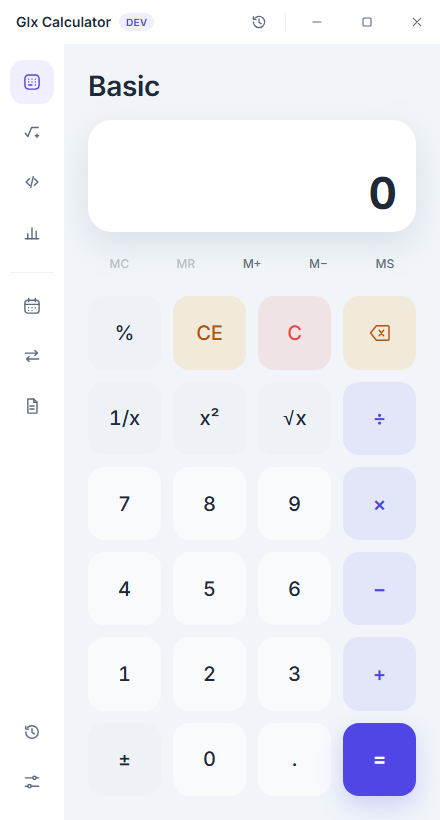 Glx Calculator DEV
Basic
0
MC MR M+ M− MS
% CE C
1/x x² √x ÷
7 8 9 ×
4 5 6 −
1 2 3 +
± 0 . =